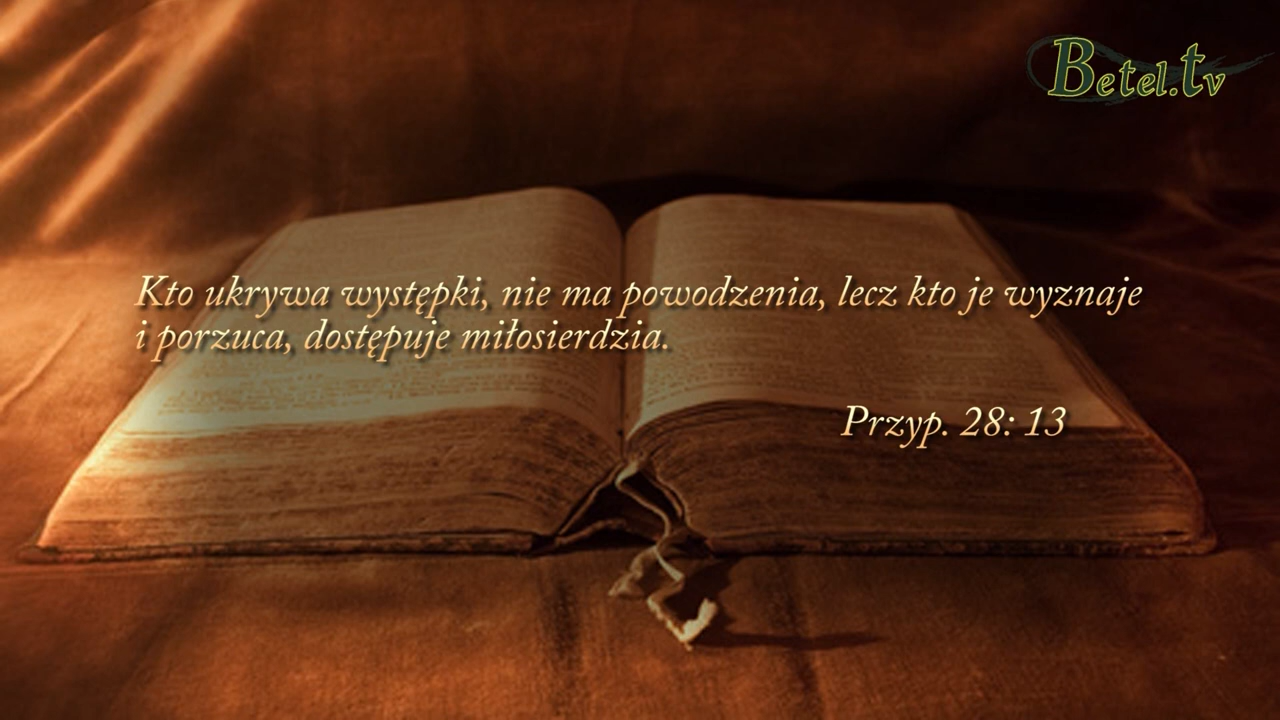 Betel.tv
Kto ukrywa występki, nie ma powodzenia, lecz kto je wyznaje
i porzuca, dostępuje miłosierdzia.
Przyp. 28: 13